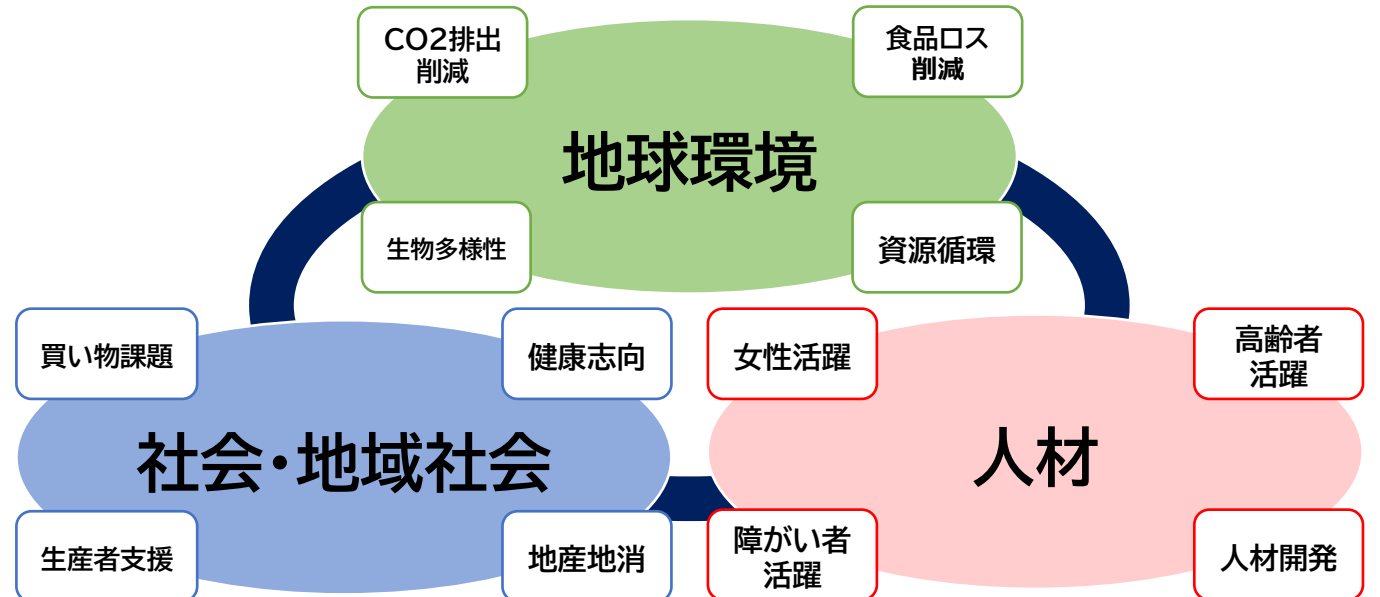 CO2排出
削減
食品ロス
削減
地球環境
生物多様性
資源循環
買い物課題
健康志向
社会・地域社会
生産者支援
地産地消
女性活躍
高齢者
活躍
人材
障がい者
活躍
人材開発